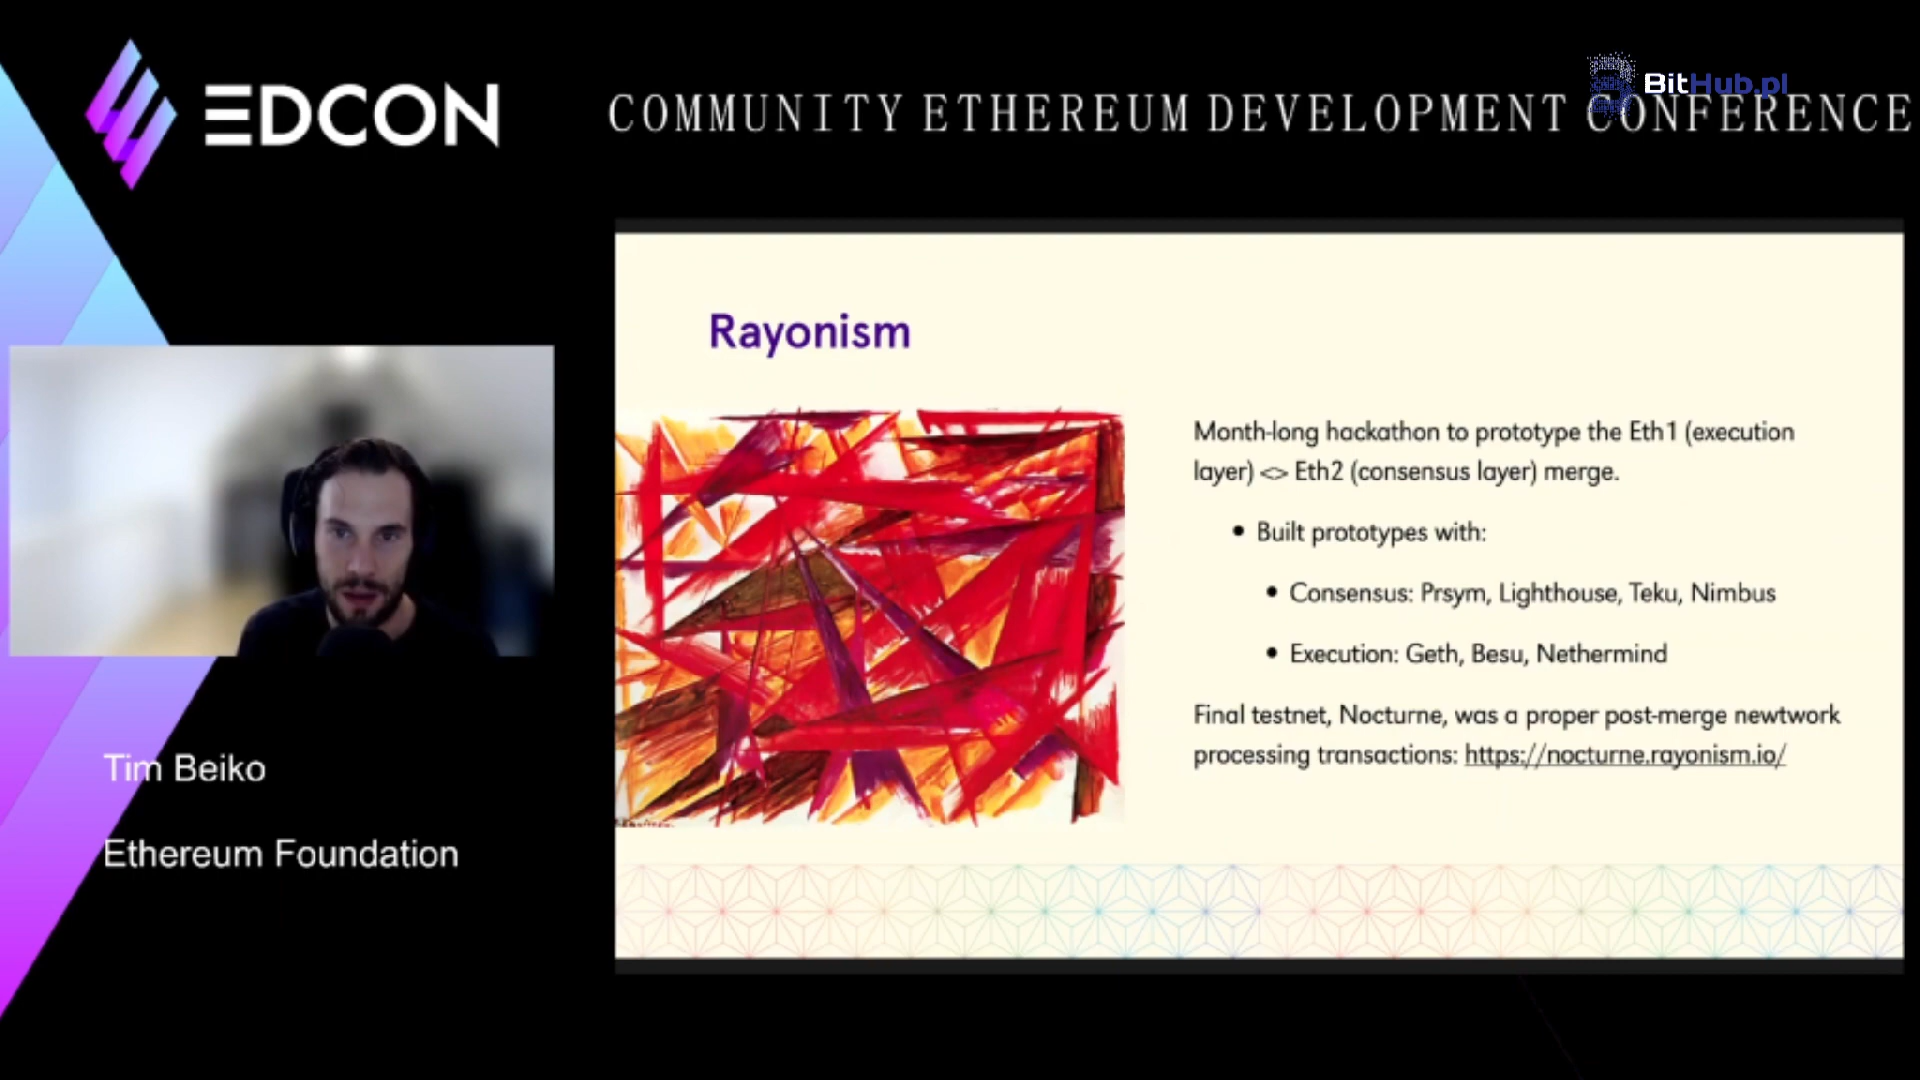 EDCON
COMMUNITY ETHEREUM DEVELOPMENT CONFERENCE
BitHub.pl
Rayonism
Month-long hackathon to prototype the Eth1 (execution
layer) <> Eth2 (consensus layer) merge.
• Built prototypes with:
• Consensus: Prsym, Lighthouse, Teku, Nimbus
• Execution: Geth, Besu, Nethermind
Final testnet, Nocturne, was a proper post-merge newtwork
processing transactions: https://nocturne.rayonism.io/
Tim Beiko
Ethereum Foundation